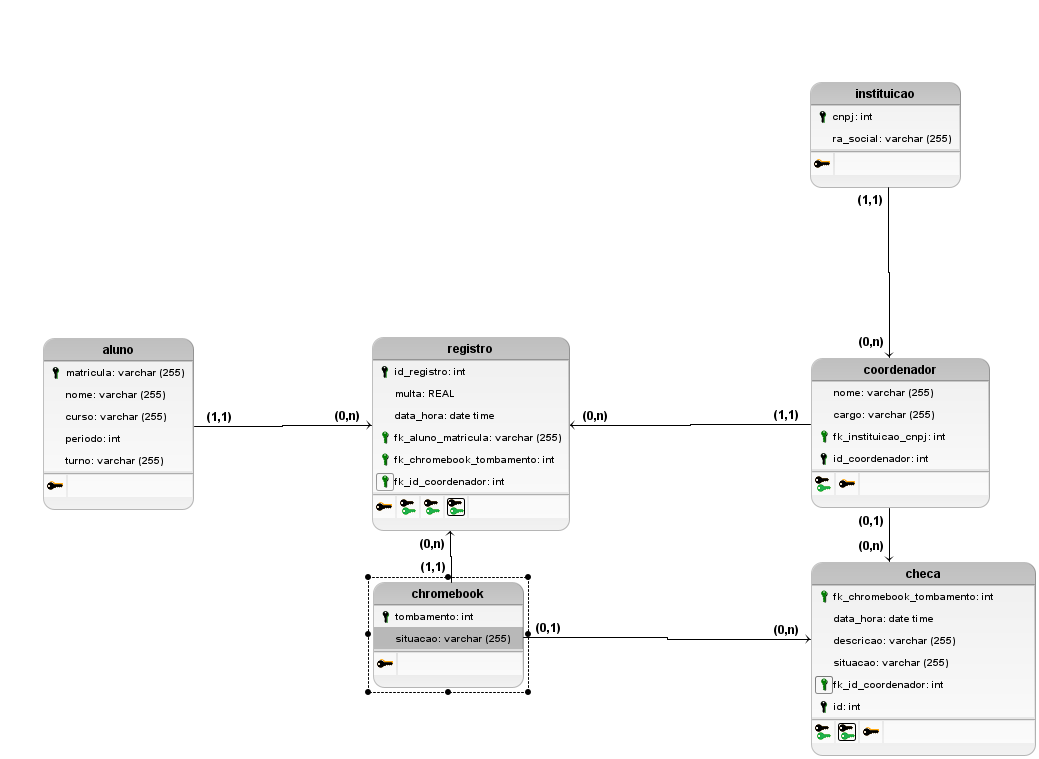 instituicao
cnpj: int
ra_social: varchar (255)
(1,1)
(0,n)
aluno
matricula: varchar (255)
nome: varchar (255)
curso: varchar (255)
periodo: int
turno: varchar (255)
(1,1)
(0,n)
registro
id_registro: int
multa: REAL
data_hora: date time
fk_aluno_matricula: varchar (255)
fk_chromebook_tombamento: int
fk_id_coordenador: int
(0,n)
(1,1)
coordenador
nome: varchar (255)
cargo: varchar (255)
fk_instituicao_cnpj: int
id_coordenador: int
(0,1)
(0,n)
(0,n)
(1,1)
chromebook
tombamento: int
situacao: varchar (255)
(0,1)
(0,n)
checa
fk_chromebook_tombamento: int
data_hora: date time
descricao: varchar (255)
situacao: varchar (255)
fk_id_coordenador: int
id: int